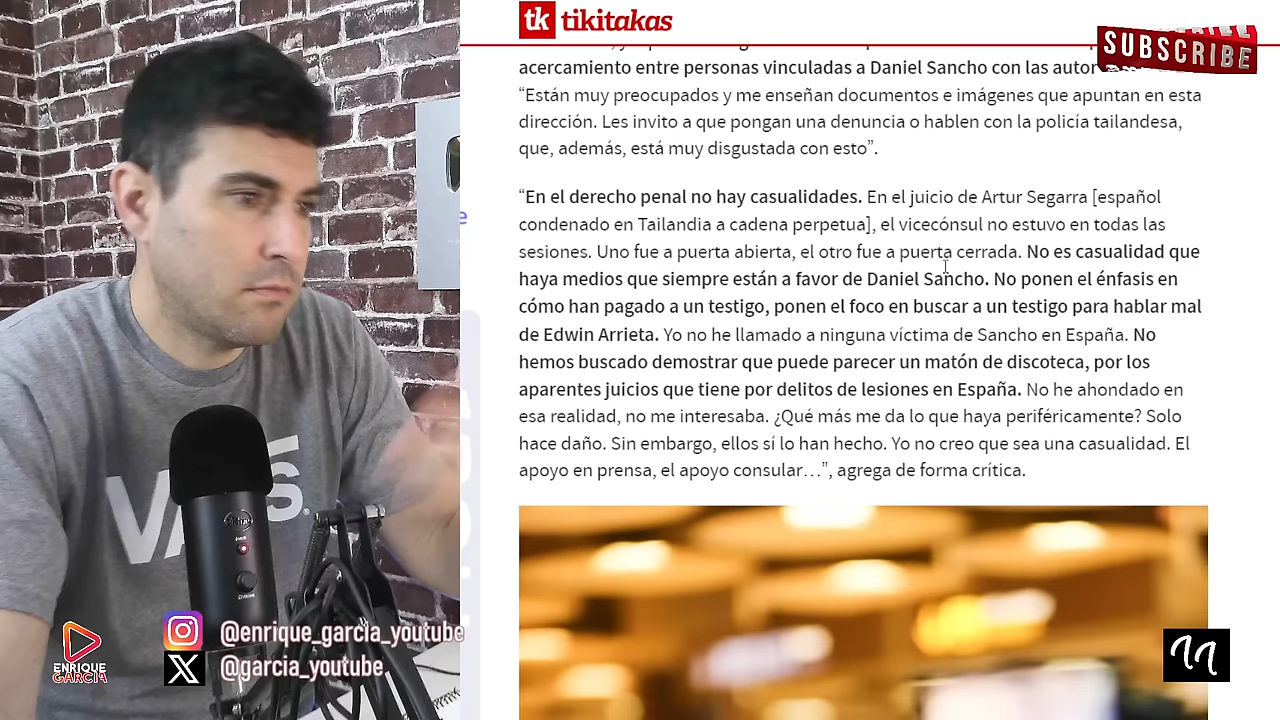 tk tikitakas
SUBSCRIBE
acercamiento entre personas vinculadas a Daniel Sancho con las autor
“Están muy preocupados y me enseñan documentos e imágenes que apuntan en esta
dirección. Les invito a que pongan una denuncia o hablen con la policía tailandesa,
que, además, está muy disgustada con esto”.
“En el derecho penal no hay casualidades. En el juicio de Artur Segarra [español
condenado en Tailandia a cadena perpetua], el vicecónsul no estuvo en todas las
sesiones. Uno fue a puerta abierta, el otro fue a puerta cerrada. No es casualidad que
haya medios que siempre están a favor de Daniel Sancho. No ponen el énfasis en
cómo han pagado a un testigo, ponen el foco en buscar a un testigo para hablar mal
de Edwin Arrieta. Yo no he llamado a ninguna víctima de Sancho en España. No
hemos buscado demostrar que puede parecer un matón de discoteca, por los
aparentes juicios que tiene por delitos de lesiones en España. No he ahondado en
esa realidad, no me interesaba. ¿Qué más me da lo que haya periféricamente? Solo
hace daño. Sin embargo, ellos sí lo han hecho. Yo no creo que sea una casualidad. El
apoyo en prensa, el apoyo consular…”, agrega de forma crítica.
@enrique_garcia_youtube
@garcia_youtube
ENRIQUE
GARCIA